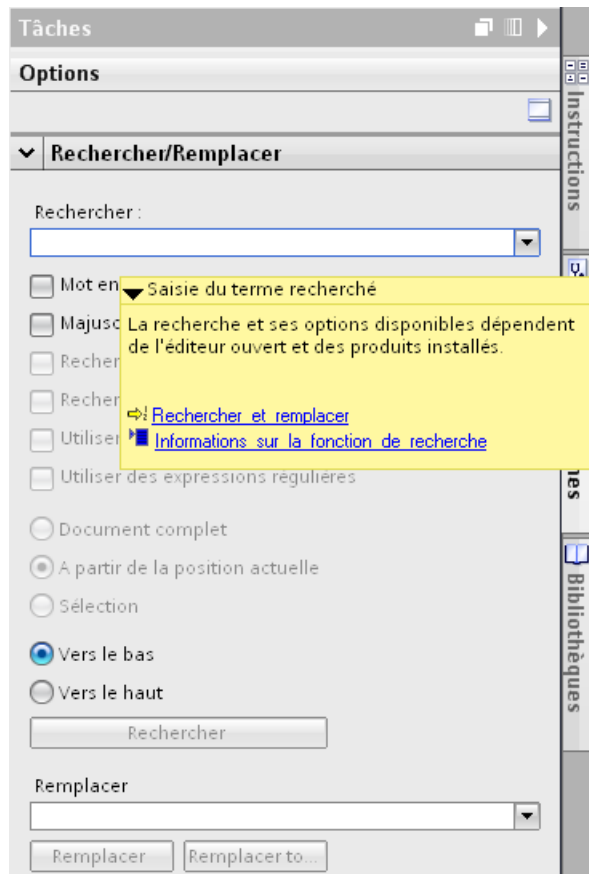 Tâches
Options
Rechercher/Remplacer
Rechercher :
Mot en
Saisie du terme recherché
Majusc
La recherche et ses options disponibles dépendent
de l'éditeur ouvert et des produits installés.
Recher
Recher
Rechercher et remplacer
Utiliser
Informations sur la fonction de recherche
Utiliser des expressions régulières
Document complet
A partir de la position actuelle
Sélection
Vers le bas
Vers le haut
Rechercher
Remplacer
Remplacer
Remplacer to...
Instructions
nes
Bibliothèques